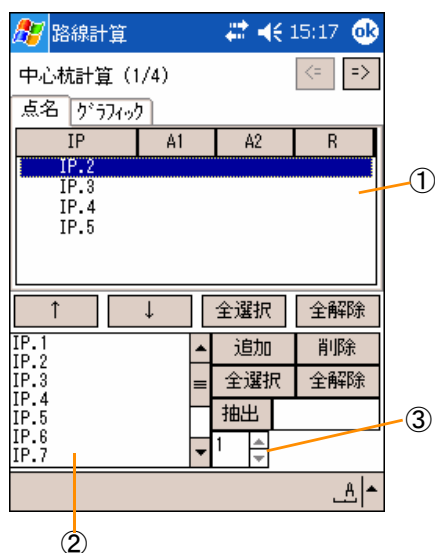 路線計算 15:17 ok
中心杭計算 (1/4) <= =>
点名 グラフィック
IP A1 A2 R
IP.2
IP.3
IP.4
IP.5
①
↑ ↓ 全選択 全解除
IP.1
IP.2
IP.3
IP.4
IP.5
IP.6
IP.7
追加 削除
全選択 全解除
抽出
1
③
A
②